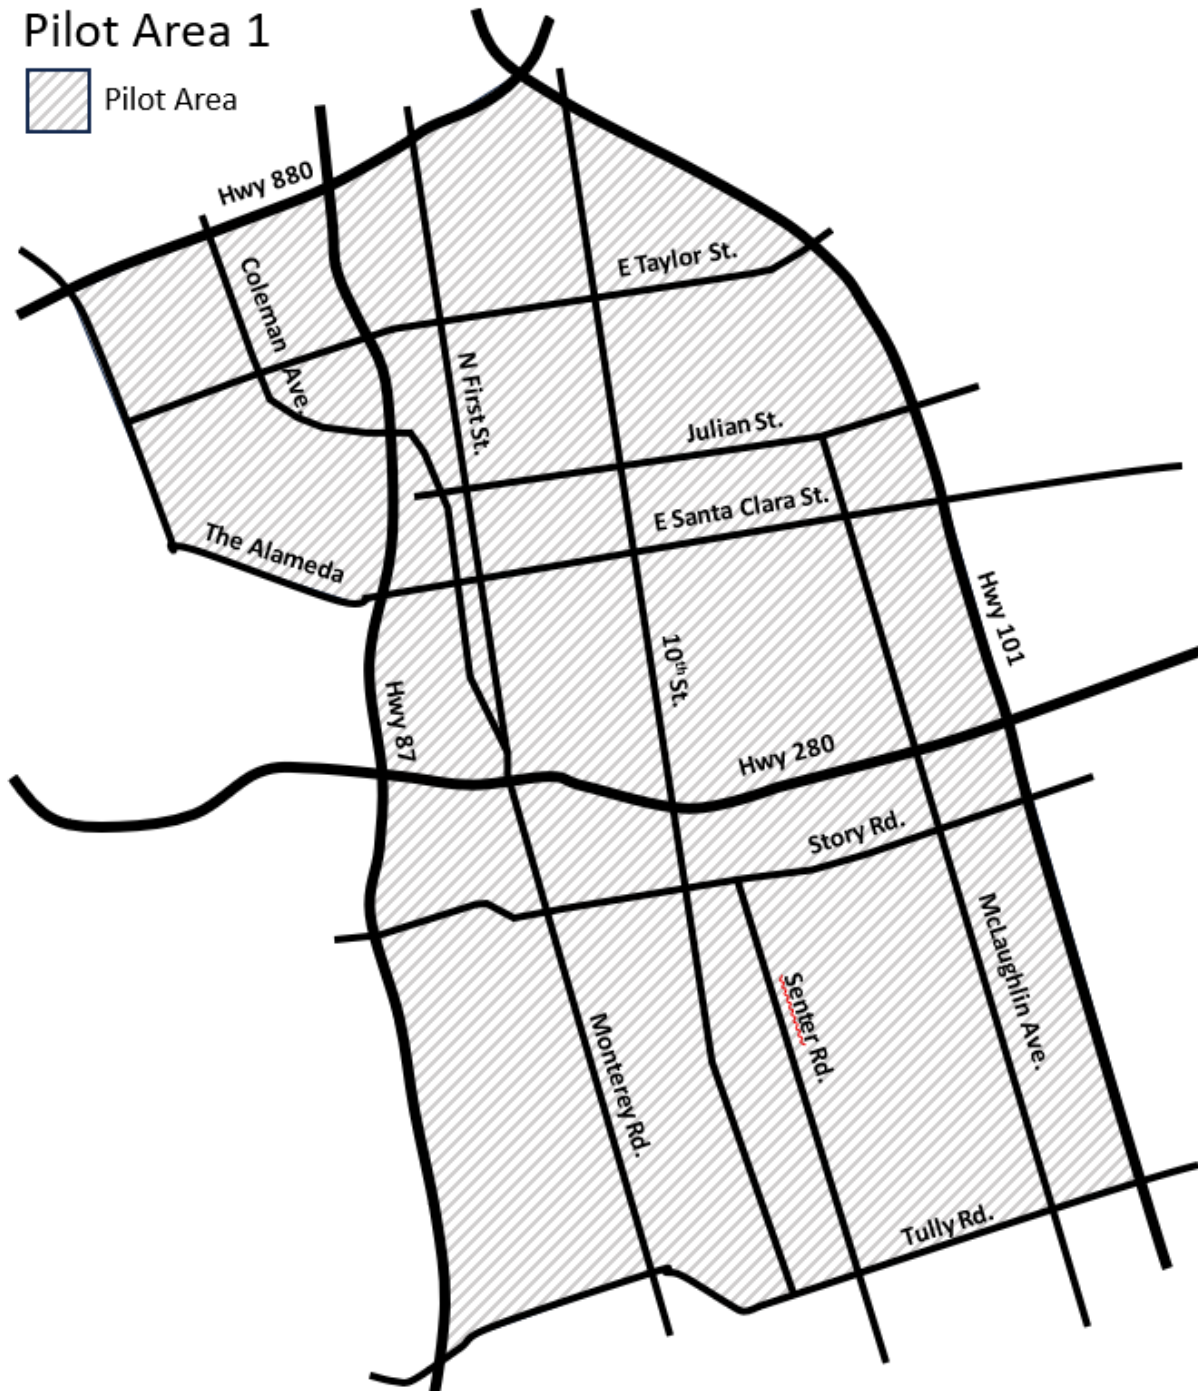 Pilot Area 1
Pilot Area
Hwy 880
Coleman Ave.
E Taylor St.
N First St.
Julian St.
E Santa Clara St.
The Alameda
Hwy 101
10th St.
Hwy 87
Hwy 280
Story Rd.
McLaughlin Ave.
Senter Rd.
Monterey Rd.
Tully Rd.